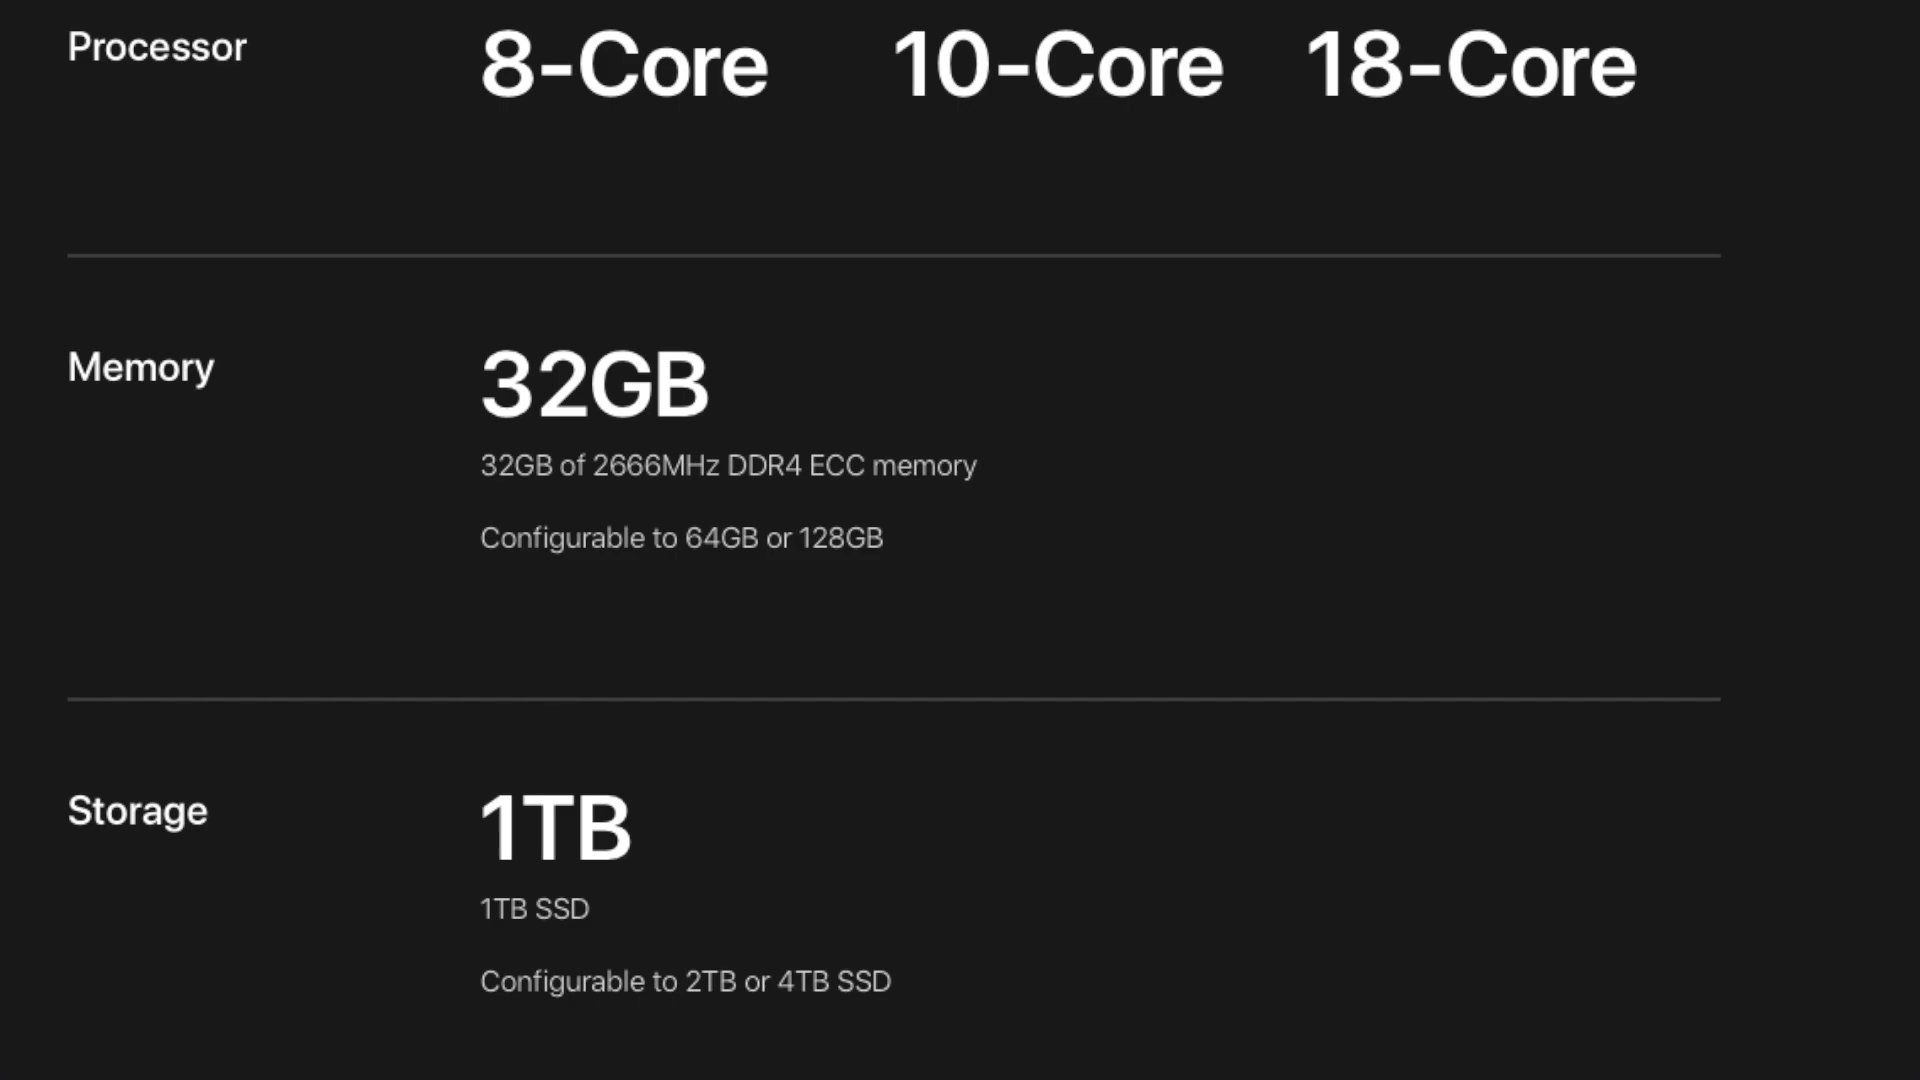 Processor 8-Core 10-Core 18-Core
Memory 32GB
32GB of 2666MHz DDR4 ECC memory
Configurable to 64GB or 128GB
Storage 1TB
1TB SSD
Configurable to 2TB or 4TB SSD